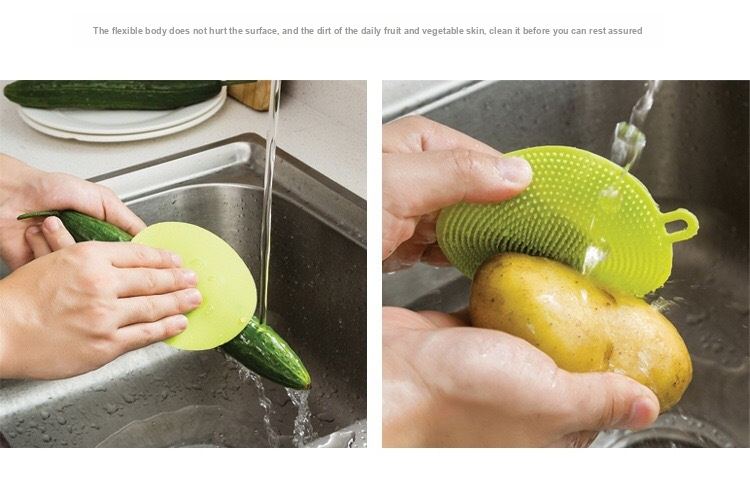 The flexible body does not hurt the surface, and the dirt of the daily fruit and vegetable skin, clean it before you can rest assured